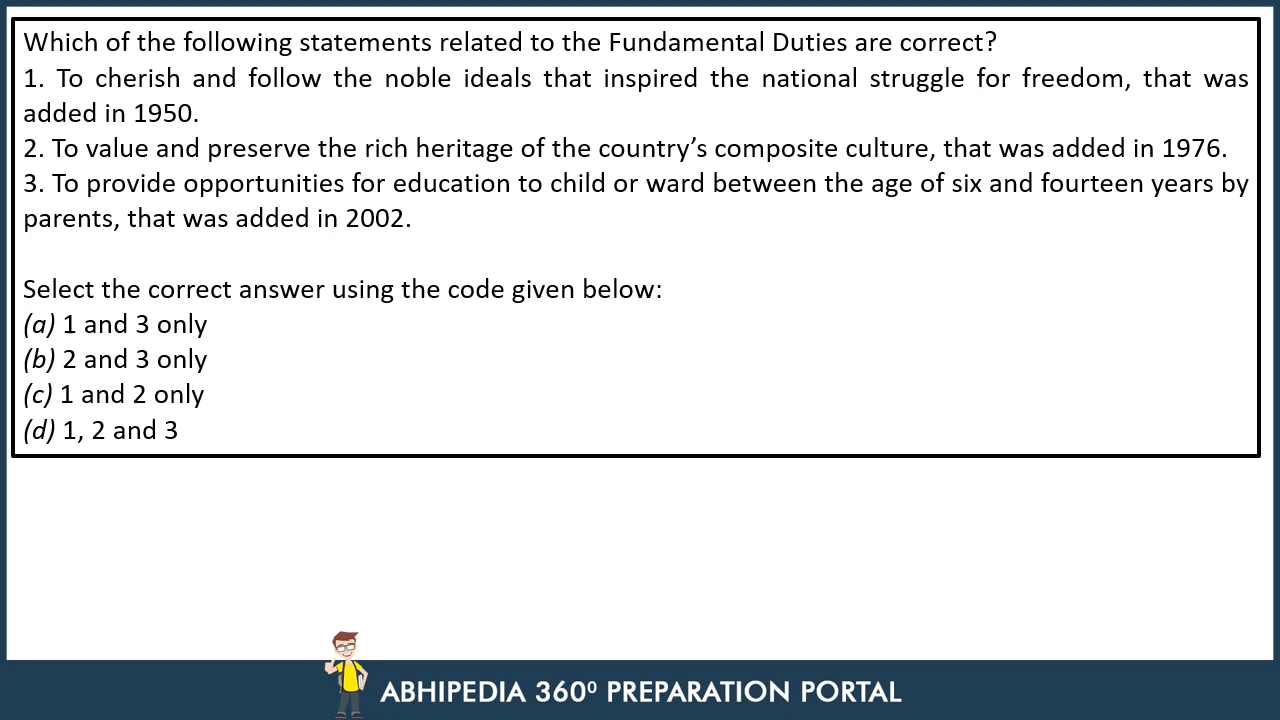 Which of the following statements related to the Fundamental Duties are correct?
1. To cherish and follow the noble ideals that inspired the national struggle for freedom, that was
added in 1950.
2. To value and preserve the rich heritage of the country’s composite culture, that was added in 1976.
3. To provide opportunities for education to child or ward between the age of six and fourteen years by
parents, that was added in 2002.
Select the correct answer using the code given below:
(a) 1 and 3 only
(b) 2 and 3 only
(c) 1 and 2 only
(d) 1, 2 and 3
ABHIPEDIA 360⁰ PREPARATION PORTAL